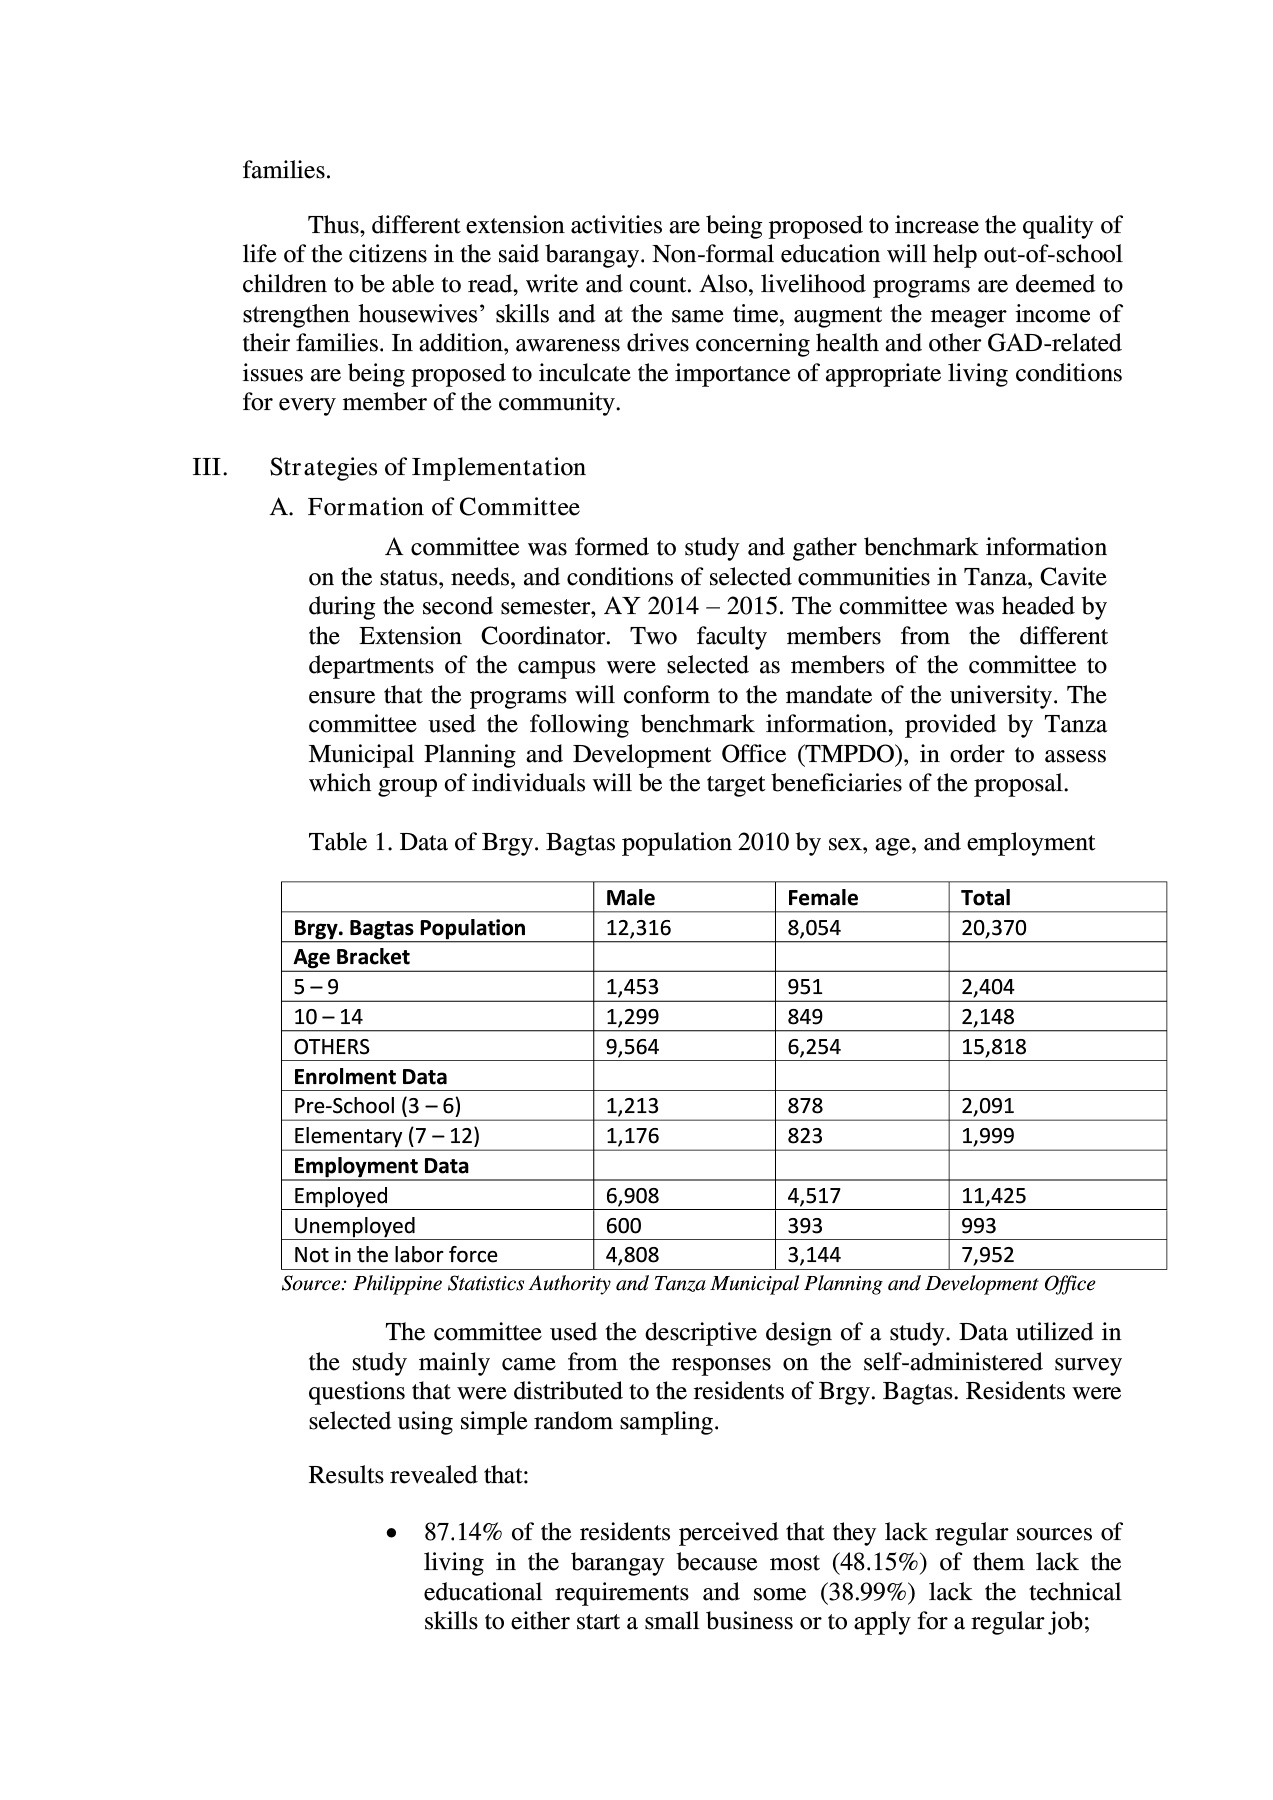 families.
Thus, different extension activities are being proposed to increase the quality of
life of the citizens in the said barangay. Non-formal education will help out-of-school
children to be able to read, write and count. Also, livelihood programs are deemed to
strengthen housewives’ skills and at the same time, augment the meager income of
their families. In addition, awareness drives concerning health and other GAD-related
issues are being proposed to inculcate the importance of appropriate living conditions
for every member of the community.
III. Strategies of Implementation
A. Formation of Committee
A committee was formed to study and gather benchmark information
on the status, needs, and conditions of selected communities in Tanza, Cavite
during the second semester, AY 2014 – 2015. The committee was headed by
the Extension Coordinator. Two faculty members from the different
departments of the campus were selected as members of the committee to
ensure that the programs will conform to the mandate of the university. The
committee used the following benchmark information, provided by Tanza
Municipal Planning and Development Office (TMPDO), in order to assess
which group of individuals will be the target beneficiaries of the proposal.
Table 1. Data of Brgy. Bagtas population 2010 by sex, age, and employment
Male Female Total
Brgy. Bagtas Population 12,316 8,054 20,370
Age Bracket
5 – 9 1,453 951 2,404
10 – 14 1,299 849 2,148
OTHERS 9,564 6,254 15,818
Enrolment Data
Pre-School (3 – 6) 1,213 878 2,091
Elementary (7 – 12) 1,176 823 1,999
Employment Data
Employed 6,908 4,517 11,425
Unemployed 600 393 993
Not in the labor force 4,808 3,144 7,952
Source: Philippine Statistics Authority and Tanza Municipal Planning and Development Office
The committee used the descriptive design of a study. Data utilized in
the study mainly came from the responses on the self-administered survey
questions that were distributed to the residents of Brgy. Bagtas. Residents were
selected using simple random sampling.
Results revealed that:
• 87.14% of the residents perceived that they lack regular sources of
living in the barangay because most (48.15%) of them lack the
educational requirements and some (38.99%) lack the technical
skills to either start a small business or to apply for a regular job;